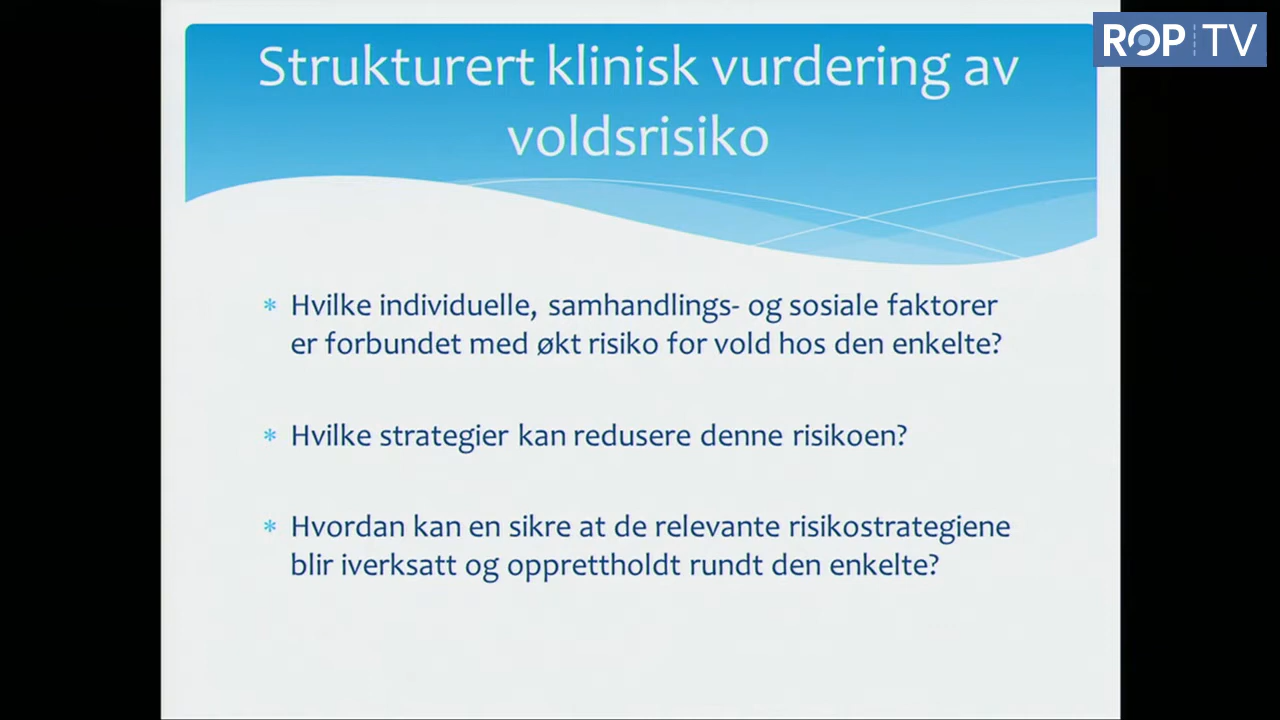 ROP TV
Strukturert klinisk vurdering av
voldsrisiko
* Hvilke individuelle, samhandlings- og sosiale faktorer
er forbundet med økt risiko for vold hos den enkelte?
* Hvilke strategier kan redusere denne risikoen?
* Hvordan kan en sikre at de relevante risikostrategiene
blir iverksatt og opprettholdt rundt den enkelte?